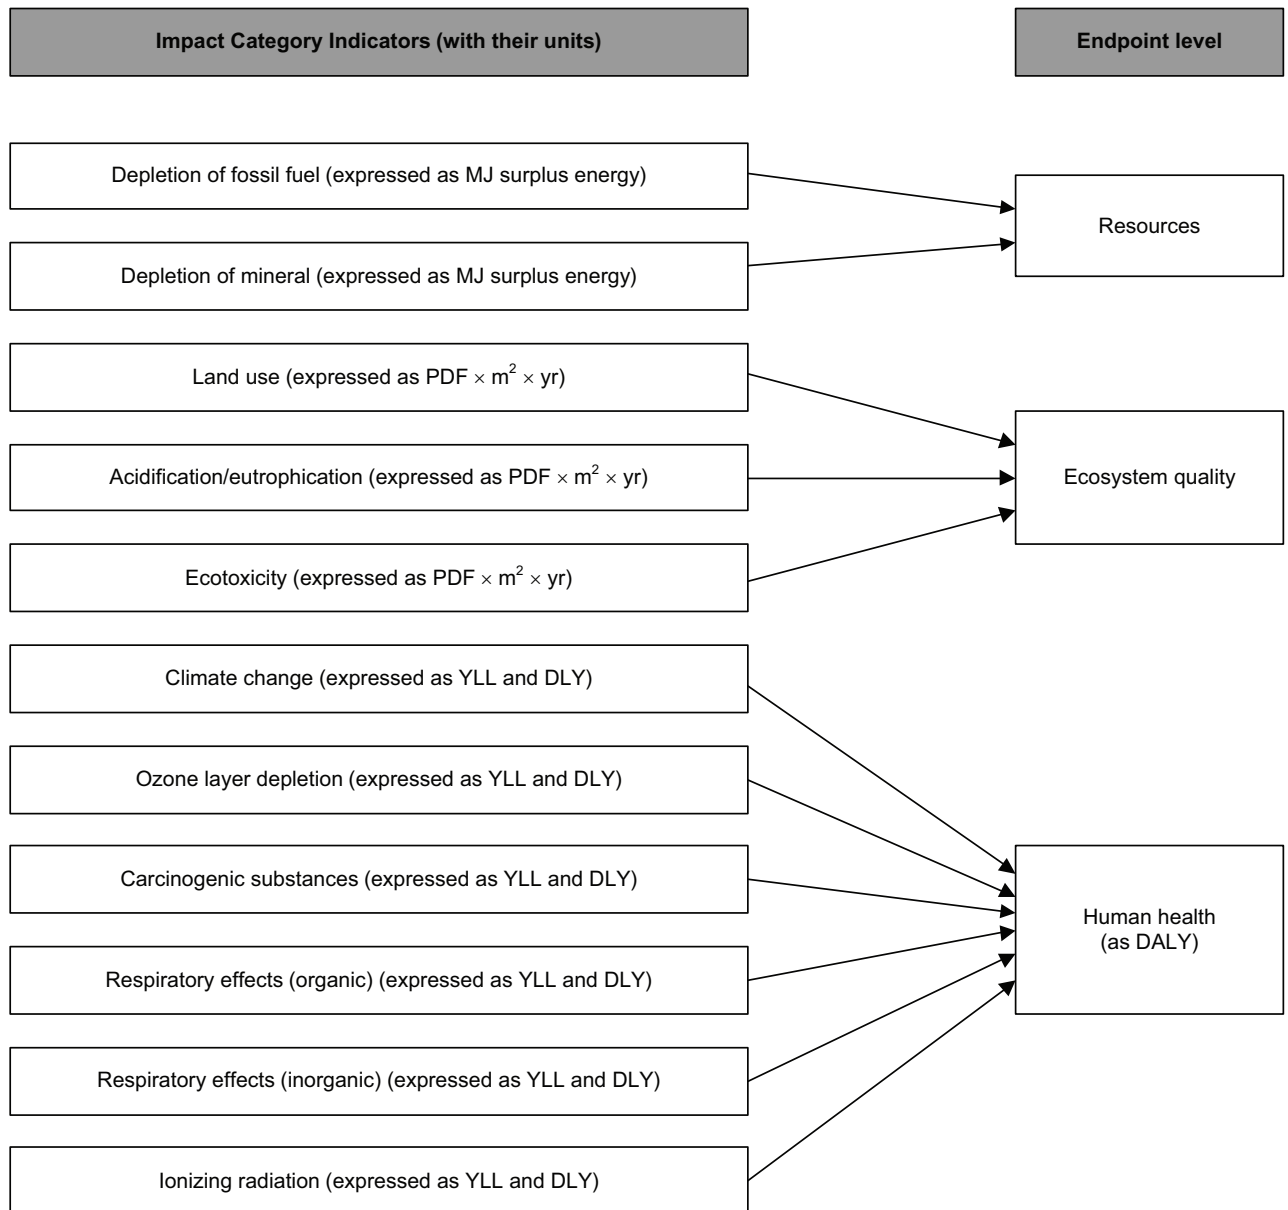 Impact Category Indicators (with their units)
Endpoint level
Depletion of fossil fuel (expressed as MJ surplus energy)
Depletion of mineral (expressed as MJ surplus energy)
Resources
Land use (expressed as PDF × m² × yr)
Acidification/eutrophication (expressed as PDF × m² × yr)
Ecotoxicity (expressed as PDF × m² × yr)
Ecosystem quality
Climate change (expressed as YLL and DLY)
Ozone layer depletion (expressed as YLL and DLY)
Carcinogenic substances (expressed as YLL and DLY)
Respiratory effects (organic) (expressed as YLL and DLY)
Respiratory effects (inorganic) (expressed as YLL and DLY)
Ionizing radiation (expressed as YLL and DLY)
Human health
(as DALY)